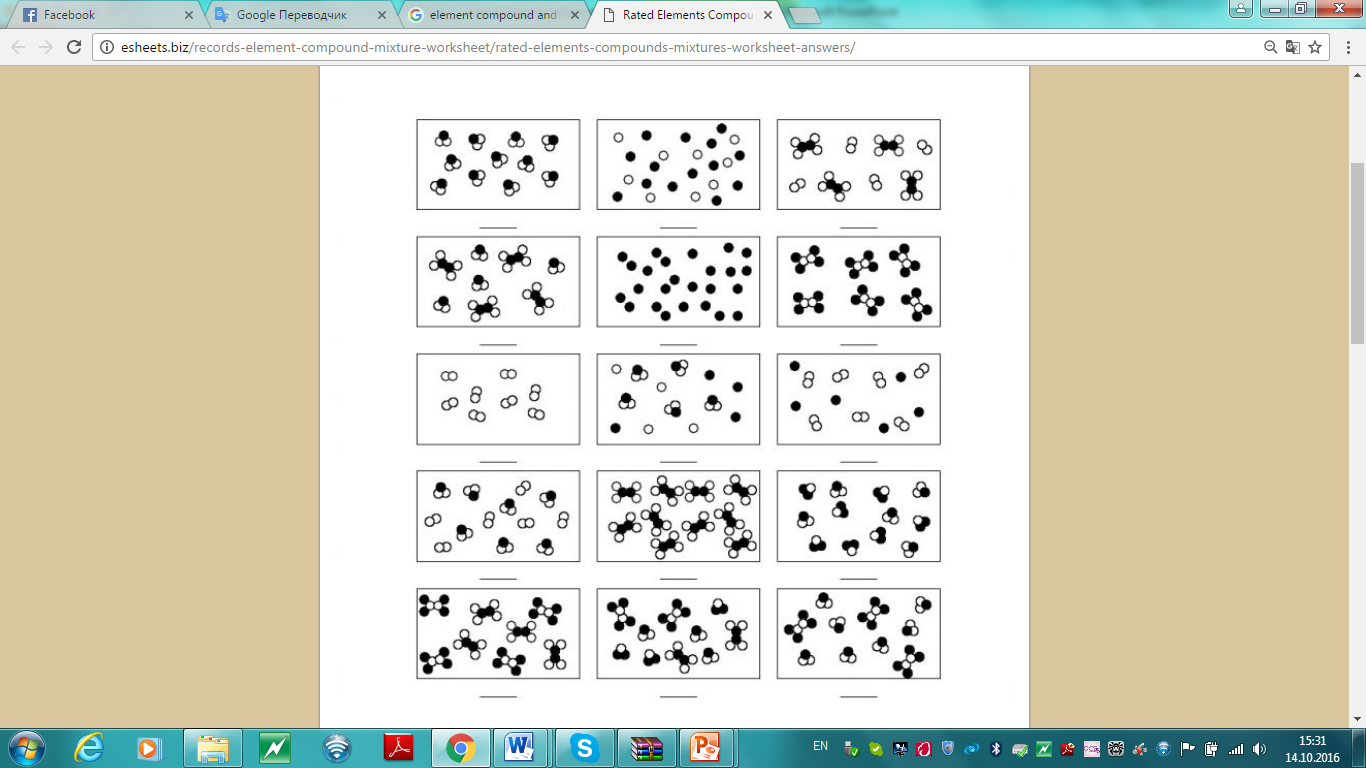 Facebook
Google Переводчик
element compound and
Rated Elements Compou
esheets.biz/records-element-compound-mixture-worksheet/rated-elements-compounds-mixtures-worksheet-answers/
EN
15:31
14.10.2016